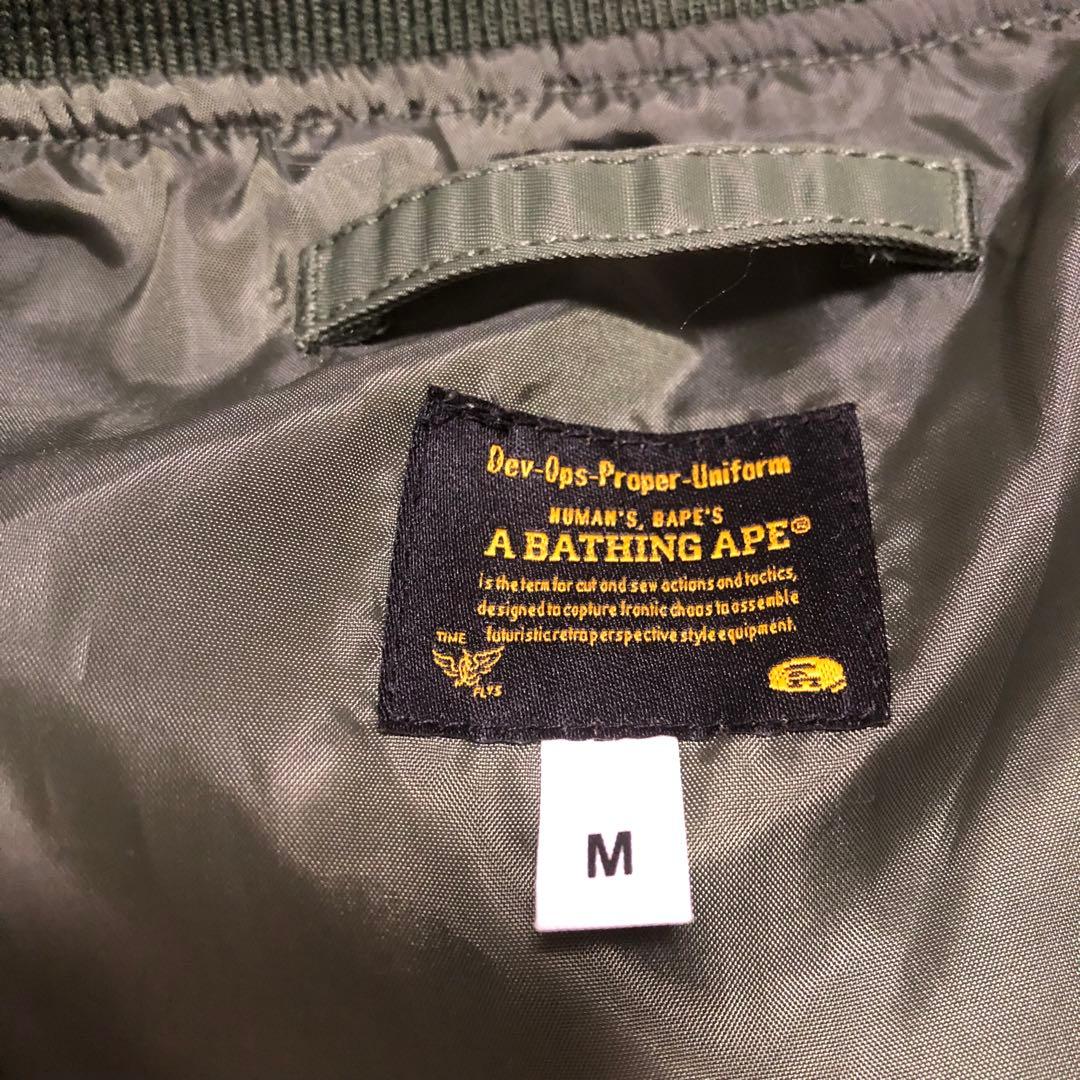 Dev-Ops-Proper-Uniform
HUMAN'S, BAPE'S
A BATHING APE®
is the term for cut and sew actions and tactics,
designed to capture frantic chaos to assemble
futuristic retro perspective style equipment.
TIME
FLYS
M